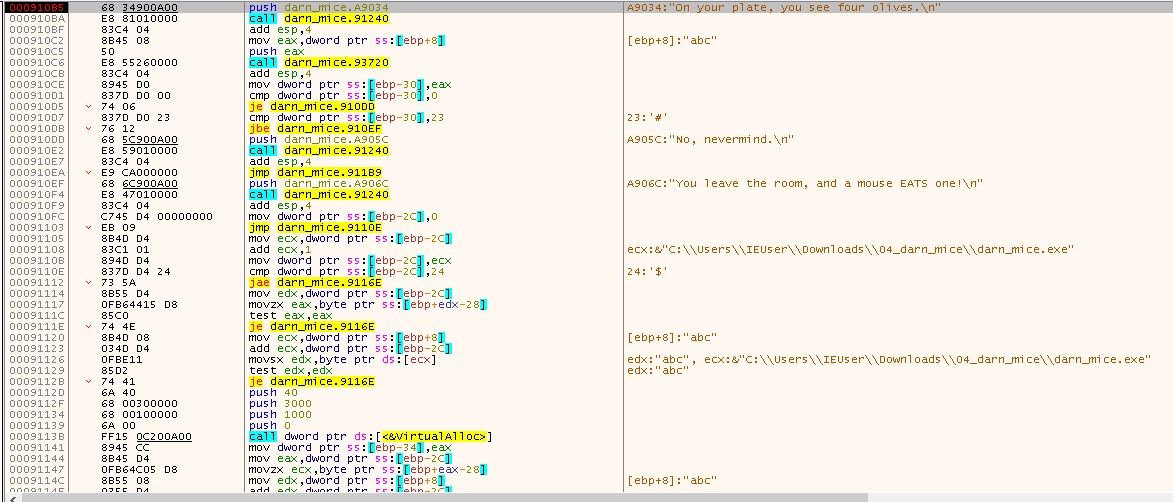 000910B5 68 34900A00 push darn_mice.A9034 A9034:"On your plate, you see four olives.\n"
000910BA E8 81010000 call darn_mice.91240
000910BF 83C4 04 add esp,4
000910C2 8B45 08 mov eax,dword ptr ss:[ebp+8] [ebp+8]:"abc"
000910C5 50 push eax
000910C6 E8 55260000 call darn_mice.93720
000910CB 83C4 04 add esp,4
000910CE 8945 D0 mov dword ptr ss:[ebp-30],eax
000910D1 837D D0 00 cmp dword ptr ss:[ebp-30],0
000910D5 74 06 je darn_mice.910DD
000910D7 837D D0 23 cmp dword ptr ss:[ebp-30],23 23:'#'
000910DB 76 12 jbe darn_mice.910EF
000910DD 68 5C900A00 push darn_mice.A905C A905C:"No, nevermind.\n"
000910E2 E8 59010000 call darn_mice.91240
000910E7 83C4 04 add esp,4
000910EA E9 CA000000 jmp darn_mice.911B9
000910EF 68 6C900A00 push darn_mice.A906C A906C:"You leave the room, and a mouse EATS one!\n"
000910F4 E8 47010000 call darn_mice.91240
000910F9 83C4 04 add esp,4
000910FC C745 D4 00000000 mov dword ptr ss:[ebp-2C],0
00091103 EB 09 jmp darn_mice.9110E
00091105 8B4D D4 mov ecx,dword ptr ss:[ebp-2C]
00091108 83C1 01 add ecx,1 ecx:&"C:\\Users\\IEUser\\Downloads\\04_darn_mice\\darn_mice.exe"
0009110B 894D D4 mov dword ptr ss:[ebp-2C],ecx
0009110E 837D D4 24 cmp dword ptr ss:[ebp-2C],24 24:'$'
00091112 73 5A jae darn_mice.9116E
00091114 8B55 D4 mov edx,dword ptr ss:[ebp-2C]
00091117 0FB64415 D8 movzx eax,byte ptr ss:[ebp+edx-28]
0009111C 85C0 test eax,eax
0009111E 74 4E je darn_mice.9116E
00091120 8B4D 08 mov ecx,dword ptr ss:[ebp+8] [ebp+8]:"abc"
00091123 034D D4 add ecx,dword ptr ss:[ebp-2C]
00091126 0FBE11 movsx edx,byte ptr ds:[ecx] edx:"abc", ecx:&"C:\\Users\\IEUser\\Downloads\\04_darn_mice\\darn_mice.exe"
00091129 85D2 test edx,edx edx:"abc"
0009112B 74 41 je darn_mice.9116E
0009112D 6A 40 push 40
0009112F 68 00300000 push 3000
00091134 68 00100000 push 1000
00091139 6A 00 push 0
0009113B FF15 0C200A00 call dword ptr ds:[<&VirtualAlloc>]
00091141 8945 CC mov dword ptr ss:[ebp-34],eax
00091144 8B45 D4 mov eax,dword ptr ss:[ebp-2C]
00091147 0FB64C05 D8 movzx ecx,byte ptr ss:[ebp+eax-28]
0009114C 8B55 08 mov edx,dword ptr ss:[ebp+8] [ebp+8]:"abc"
0009114F 0355 D4 add edx,dword ptr ss:[ebp-2C]